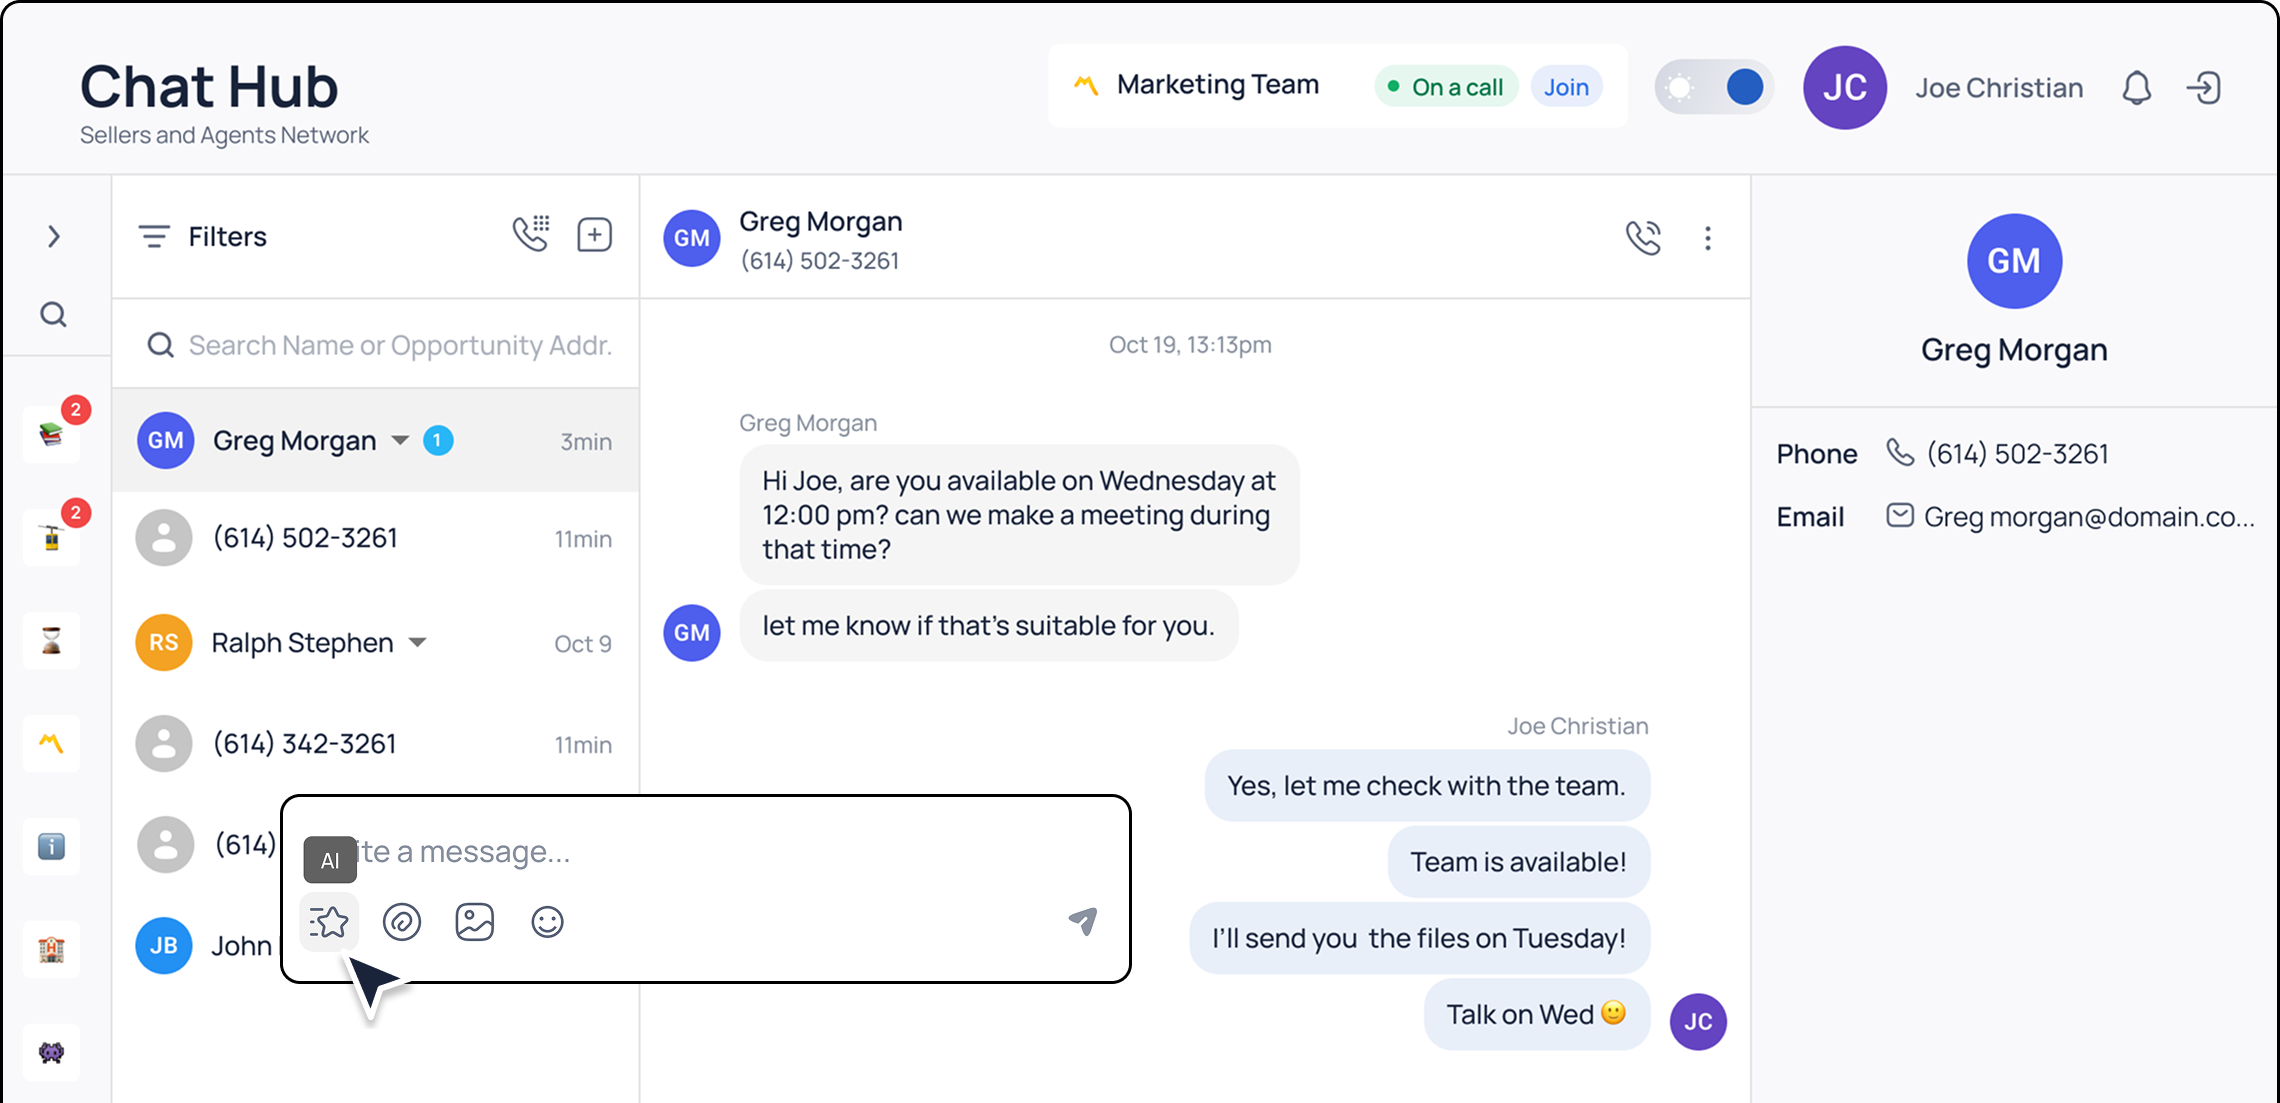 Chat Hub
Sellers and Agents Network
Marketing Team
On a call
Join
JC
Joe Christian
Filters
Search Name or Opportunity Addr.
2
2
GM Greg Morgan 1 3min
(614) 502-3261 11min
RS Ralph Stephen Oct 9
(614) 342-3261 11min
(614)
JB John
AI
a message...
GM
Greg Morgan
(614) 502-3261
Oct 19, 13:13pm
Greg Morgan
Hi Joe, are you available on Wednesday at
12:00 pm? can we make a meeting during
that time?
GM
let me know if that’s suitable for you.
Joe Christian
Yes, let me check with the team.
Team is available!
I’ll send you  the files on Tuesday!
Talk on Wed 🙂
JC
GM
Greg Morgan
Phone (614) 502-3261
Email Greg morgan@domain.co...